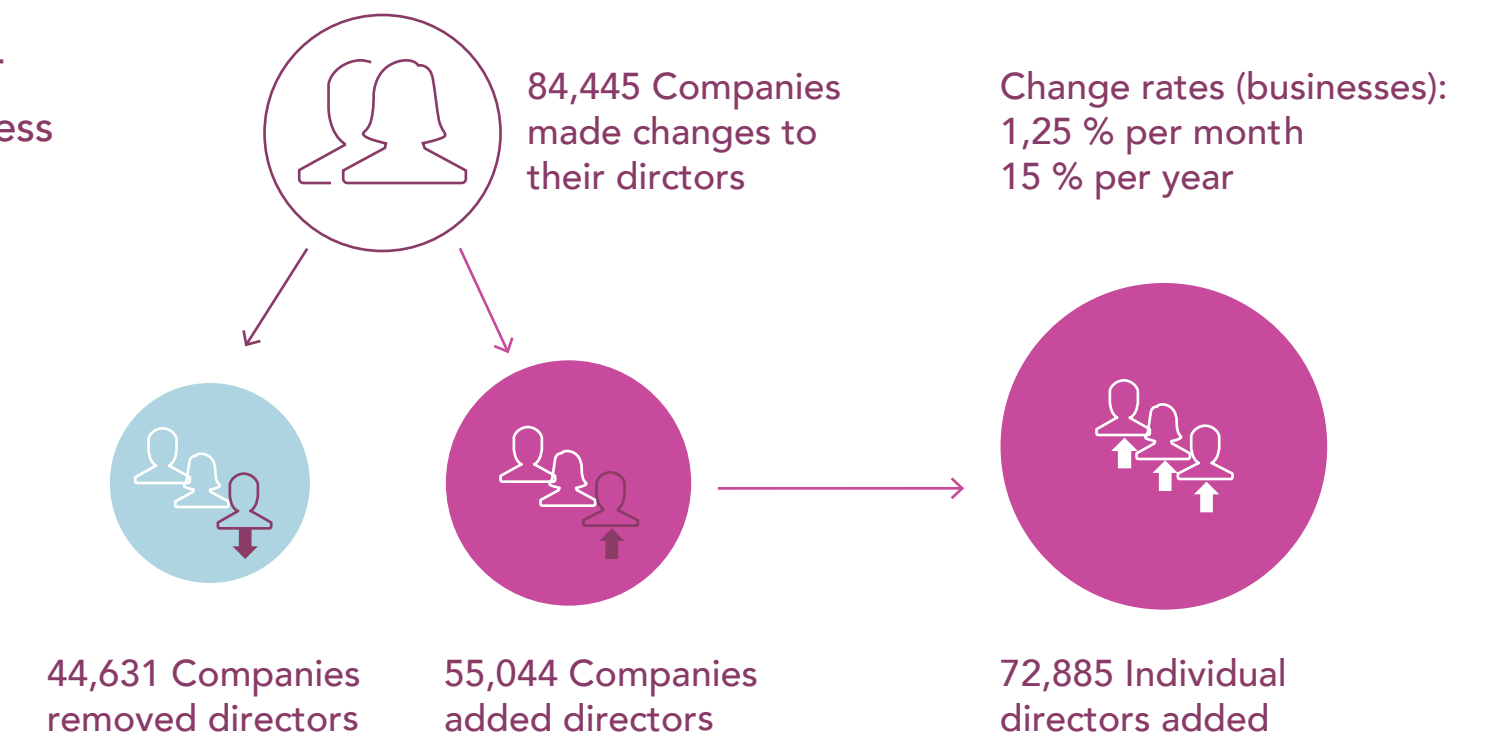 ess
84,445 Companies
made changes to
their dirctors
Change rates (businesses):
1,25 % per month
15 % per year
44,631 Companies
removed directors
55,044 Companies
added directors
72,885 Individual
directors added